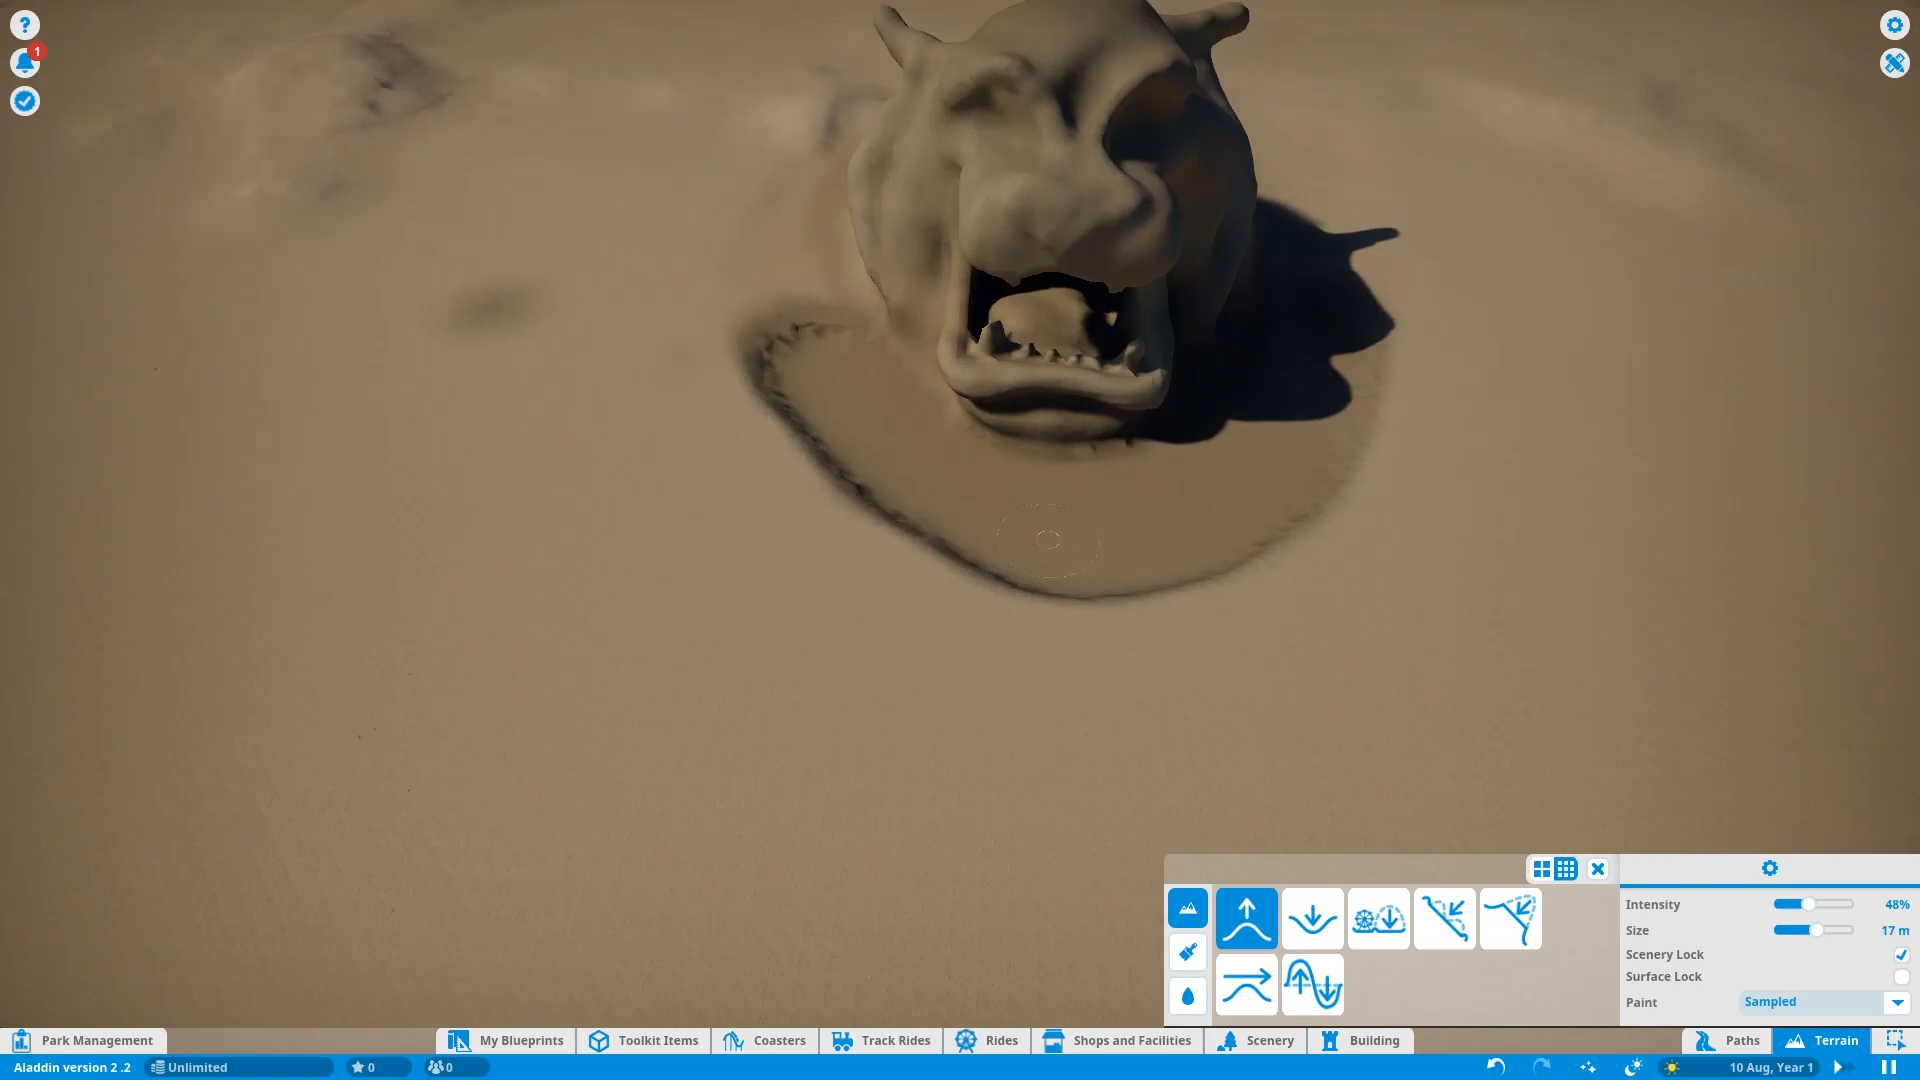 ?
1
Intensity 48%
Size 17 m
Scenery Lock
Surface Lock
Paint Sampled
Park Management My Blueprints Toolkit Items Coasters Track Rides Rides Shops and Facilities Scenery Building Paths Terrain
Aladdin version 2 .2 Unlimited 0 0 10 Aug, Year 1